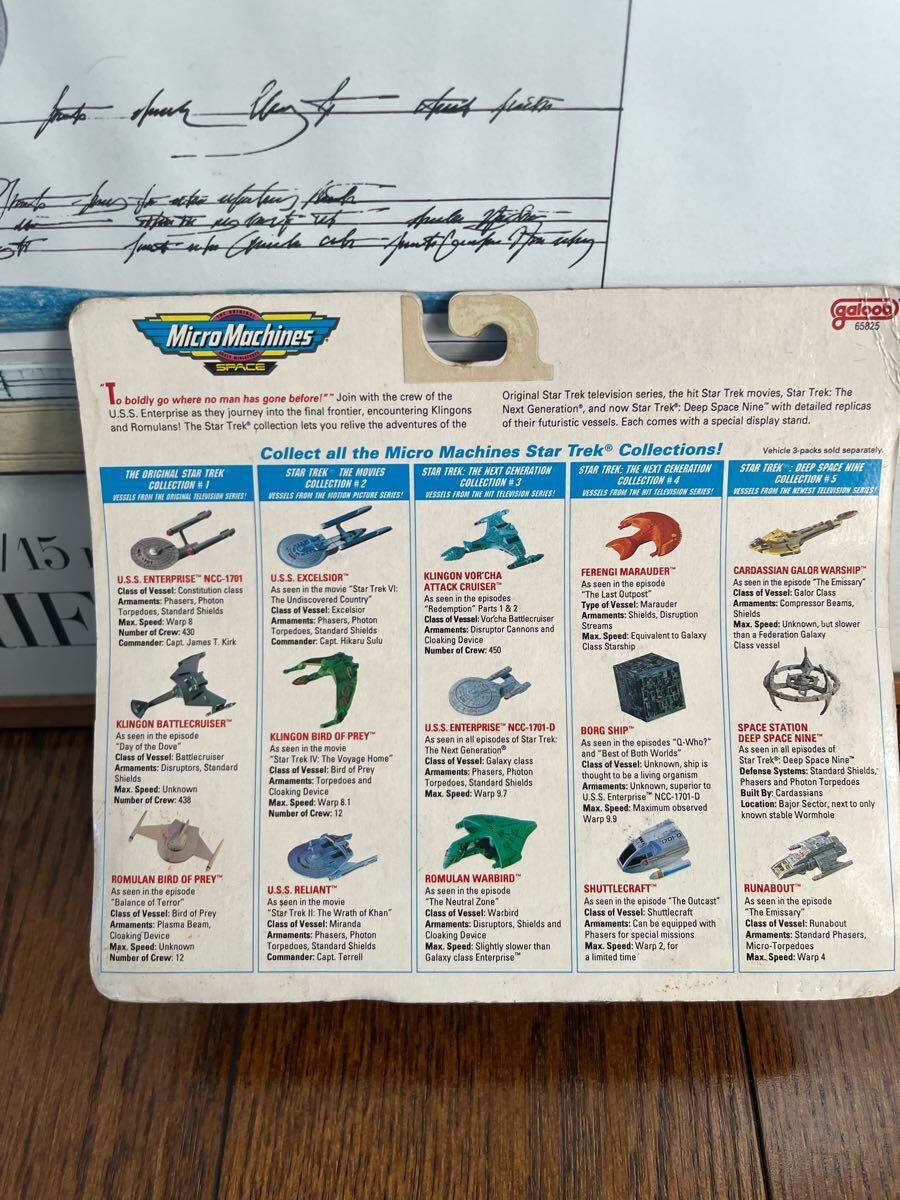 /15
THE ORIGINAL
MicroMachines
SPACE
galoob
65825
"To boldly go where no man has gone before!"™ Join with the crew of the
U.S.S. Enterprise as they journey into the final frontier, encountering Klingons
and Romulans! The Star Trek® collection lets you relive the adventures of the
Original Star Trek television series, the hit Star Trek movies, Star Trek: The
Next Generation®, and now Star Trek®: Deep Space Nine™ with detailed replicas
of their futuristic vessels. Each comes with a special display stand.
Collect all the Micro Machines Star Trek® Collections!
Vehicle 3-packs sold separately.
THE ORIGINAL STAR TREK®
COLLECTION #1
VESSELS FROM THE ORIGINAL TELEVISION SERIES!
U.S.S. ENTERPRISE™ NCC-1701
Class of Vessel: Constitution class
Armaments: Phasers, Photon
Torpedoes, Standard Shields
Max. Speed: Warp 8
Number of Crew: 430
Commander: Capt. James T. Kirk
KLINGON BATTLECRUISER™
As seen in the episode
"Day of the Dove"
Class of Vessel: Battlecruiser
Armaments: Disruptors, Standard
Shields
Max. Speed: Unknown
Number of Crew: 438
ROMULAN BIRD OF PREY™
As seen in the episode
"Balance of Terror"
Class of Vessel: Bird of Prey
Armaments: Plasma Beam,
Cloaking Device
Max. Speed: Unknown
Number of Crew: 12
STAR TREK® THE MOVIES
COLLECTION #2
VESSELS FROM THE MOTION PICTURE SERIES!
U.S.S. EXCELSIOR™
As seen in the movie "Star Trek VI:
The Undiscovered Country"
Class of Vessel: Excelsior
Armaments: Phasers, Photon
Torpedoes, Standard Shields
Commander: Capt. Hikaru Sulu
KLINGON BIRD OF PREY™
As seen in the movie
"Star Trek IV: The Voyage Home"
Class of Vessel: Bird of Prey
Armaments: Torpedoes and
Cloaking Device
Max. Speed: Warp 8.1
Number of Crew: 12
U.S.S. RELIANT™
As seen in the movie
"Star Trek II: The Wrath of Khan"
Class of Vessel: Miranda
Armaments: Phasers, Photon
Torpedoes, Standard Shields
Commander: Capt. Terrell
STAR TREK: THE NEXT GENERATION
COLLECTION #3
VESSELS FROM THE HIT TELEVISION SERIES!
KLINGON VOR'CHA
ATTACK CRUISER™
As seen in the episodes
"Redemption" Parts 1 & 2
Class of Vessel: Vor'cha Battlecruiser
Armaments: Disruptor Cannons and
Cloaking Device
Number of Crew: 450
U.S.S. ENTERPRISE™ NCC-1701-D
As seen in all episodes of Star Trek:
The Next Generation®
Class of Vessel: Galaxy class
Armaments: Phasers, Photon
Torpedoes, Standard Shields
Max. Speed: Warp 9.7
ROMULAN WARBIRD™
As seen in the episode
"The Neutral Zone"
Class of Vessel: Warbird
Armaments: Disruptors, Shields and
Cloaking Device
Max. Speed: Slightly slower than
Galaxy class Enterprise™
STAR TREK: THE NEXT GENERATION
COLLECTION #4
VESSELS FROM THE HIT TELEVISION SERIES!
FERENGI MARAUDER™
As seen in the episode
"The Last Outpost"
Type of Vessel: Marauder
Armaments: Shields, Disruption
Streams
Max. Speed: Equivalent to Galaxy
Class Starship
BORG SHIP™
As seen in the episodes "Q-Who?"
and "Best of Both Worlds"
Class of Vessel: Unknown, ship is
thought to be a living organism
Armaments: Unknown, superior to
U.S.S. Enterprise™ NCC-1701-D
Max. Speed: Maximum observed
Warp 9.9
SHUTTLECRAFT™
As seen in the episode "The Outcast"
Class of Vessel: Shuttlecraft
Armaments: Can be equipped with
Phasers for special missions
Max. Speed: Warp 2, for
a limited time
STAR TREK®: DEEP SPACE NINE
COLLECTION #5
VESSELS FROM THE NEWEST TELEVISION SERIES!
CARDASSIAN GALOR WARSHIP™
As seen in the episode "The Emissary"
Class of Vessel: Galor Class
Armaments: Compressor Beams,
Shields
Max. Speed: Unknown, but slower
than a Federation Galaxy
Class vessel
SPACE STATION
DEEP SPACE NINE™
As seen in all episodes of
Star Trek®: Deep Space Nine™
Defense Systems: Standard Shields,
Phasers and Photon Torpedoes
Built By: Cardassians
Location: Bajor Sector, next to only
known stable Wormhole
RUNABOUT™
As seen in the episode
"The Emissary"
Class of Vessel: Runabout
Armaments: Standard Phasers,
Micro-Torpedoes
Max. Speed: Warp 4